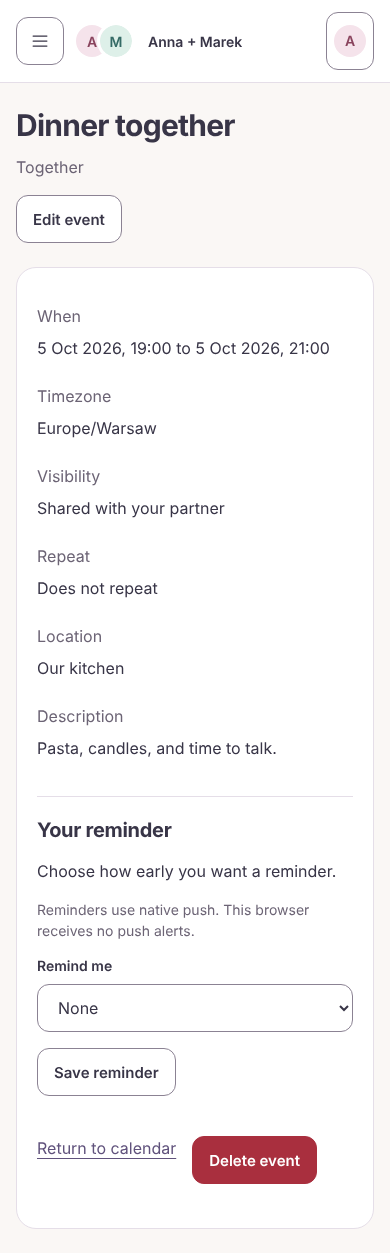 A M Anna + Marek A
Dinner together
Together
Edit event
When
5 Oct 2026, 19:00 to 5 Oct 2026, 21:00
Timezone
Europe/Warsaw
Visibility
Shared with your partner
Repeat
Does not repeat
Location
Our kitchen
Description
Pasta, candles, and time to talk.
Your reminder
Choose how early you want a reminder.
Reminders use native push. This browser
receives no push alerts.
Remind me
None
Save reminder
Return to calendar Delete event